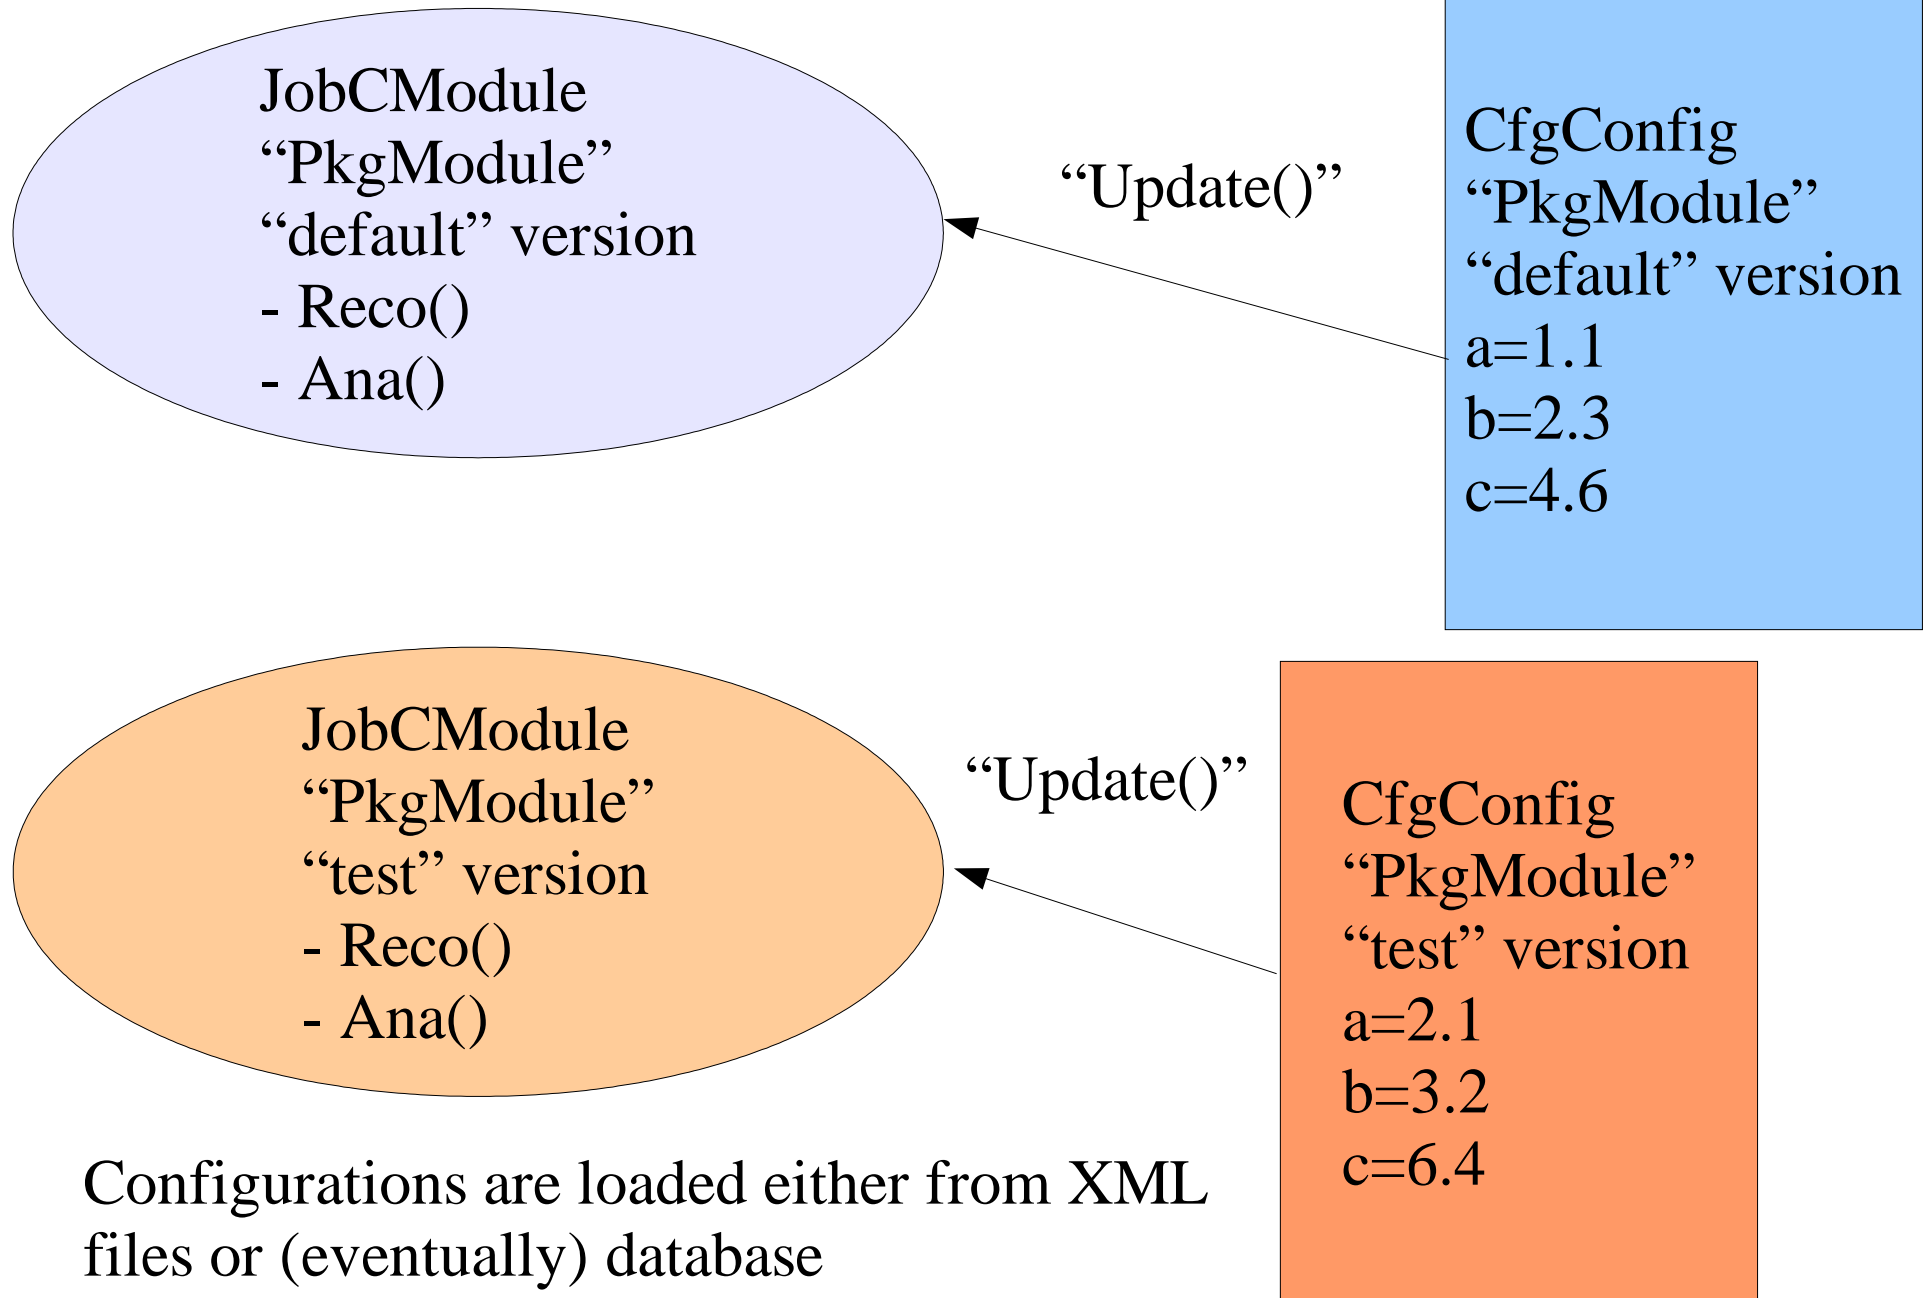 JobCModule
“PkgModule”
“default” version
- Reco()
- Ana()
“Update()”
CfgConfig
“PkgModule”
“default” version
a=1.1
b=2.3
c=4.6
JobCModule
“PkgModule”
“test” version
- Reco()
- Ana()
“Update()”
CfgConfig
“PkgModule”
“test” version
a=2.1
b=3.2
c=6.4
Configurations are loaded either from XML
files or (eventually) database